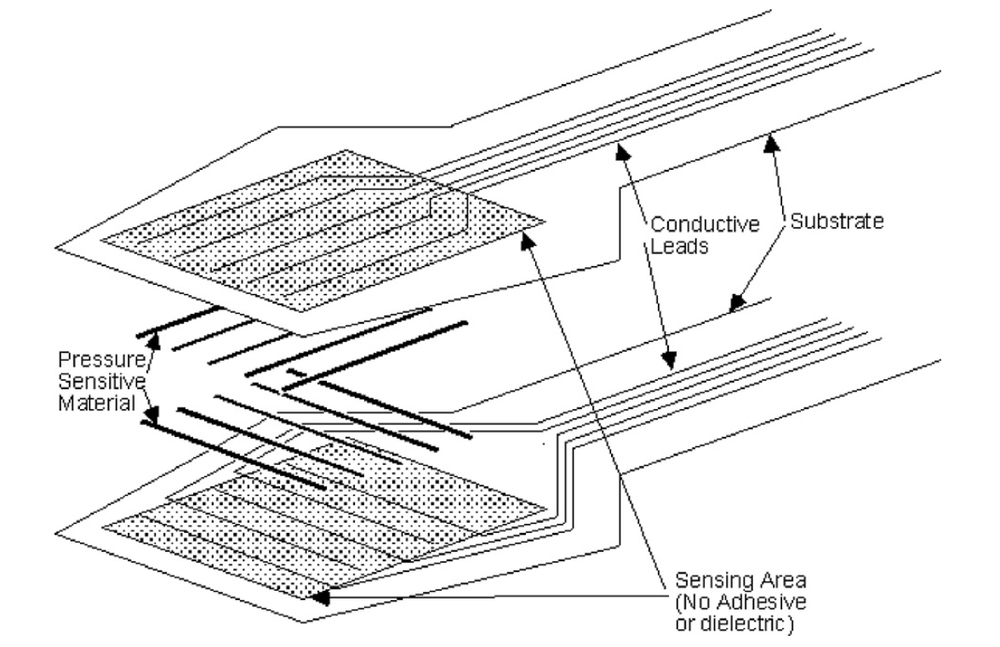 Conductive
Leads
Substrate
Pressure
Sensitive
Material
Sensing Area
(No Adhesive
or dielectric)